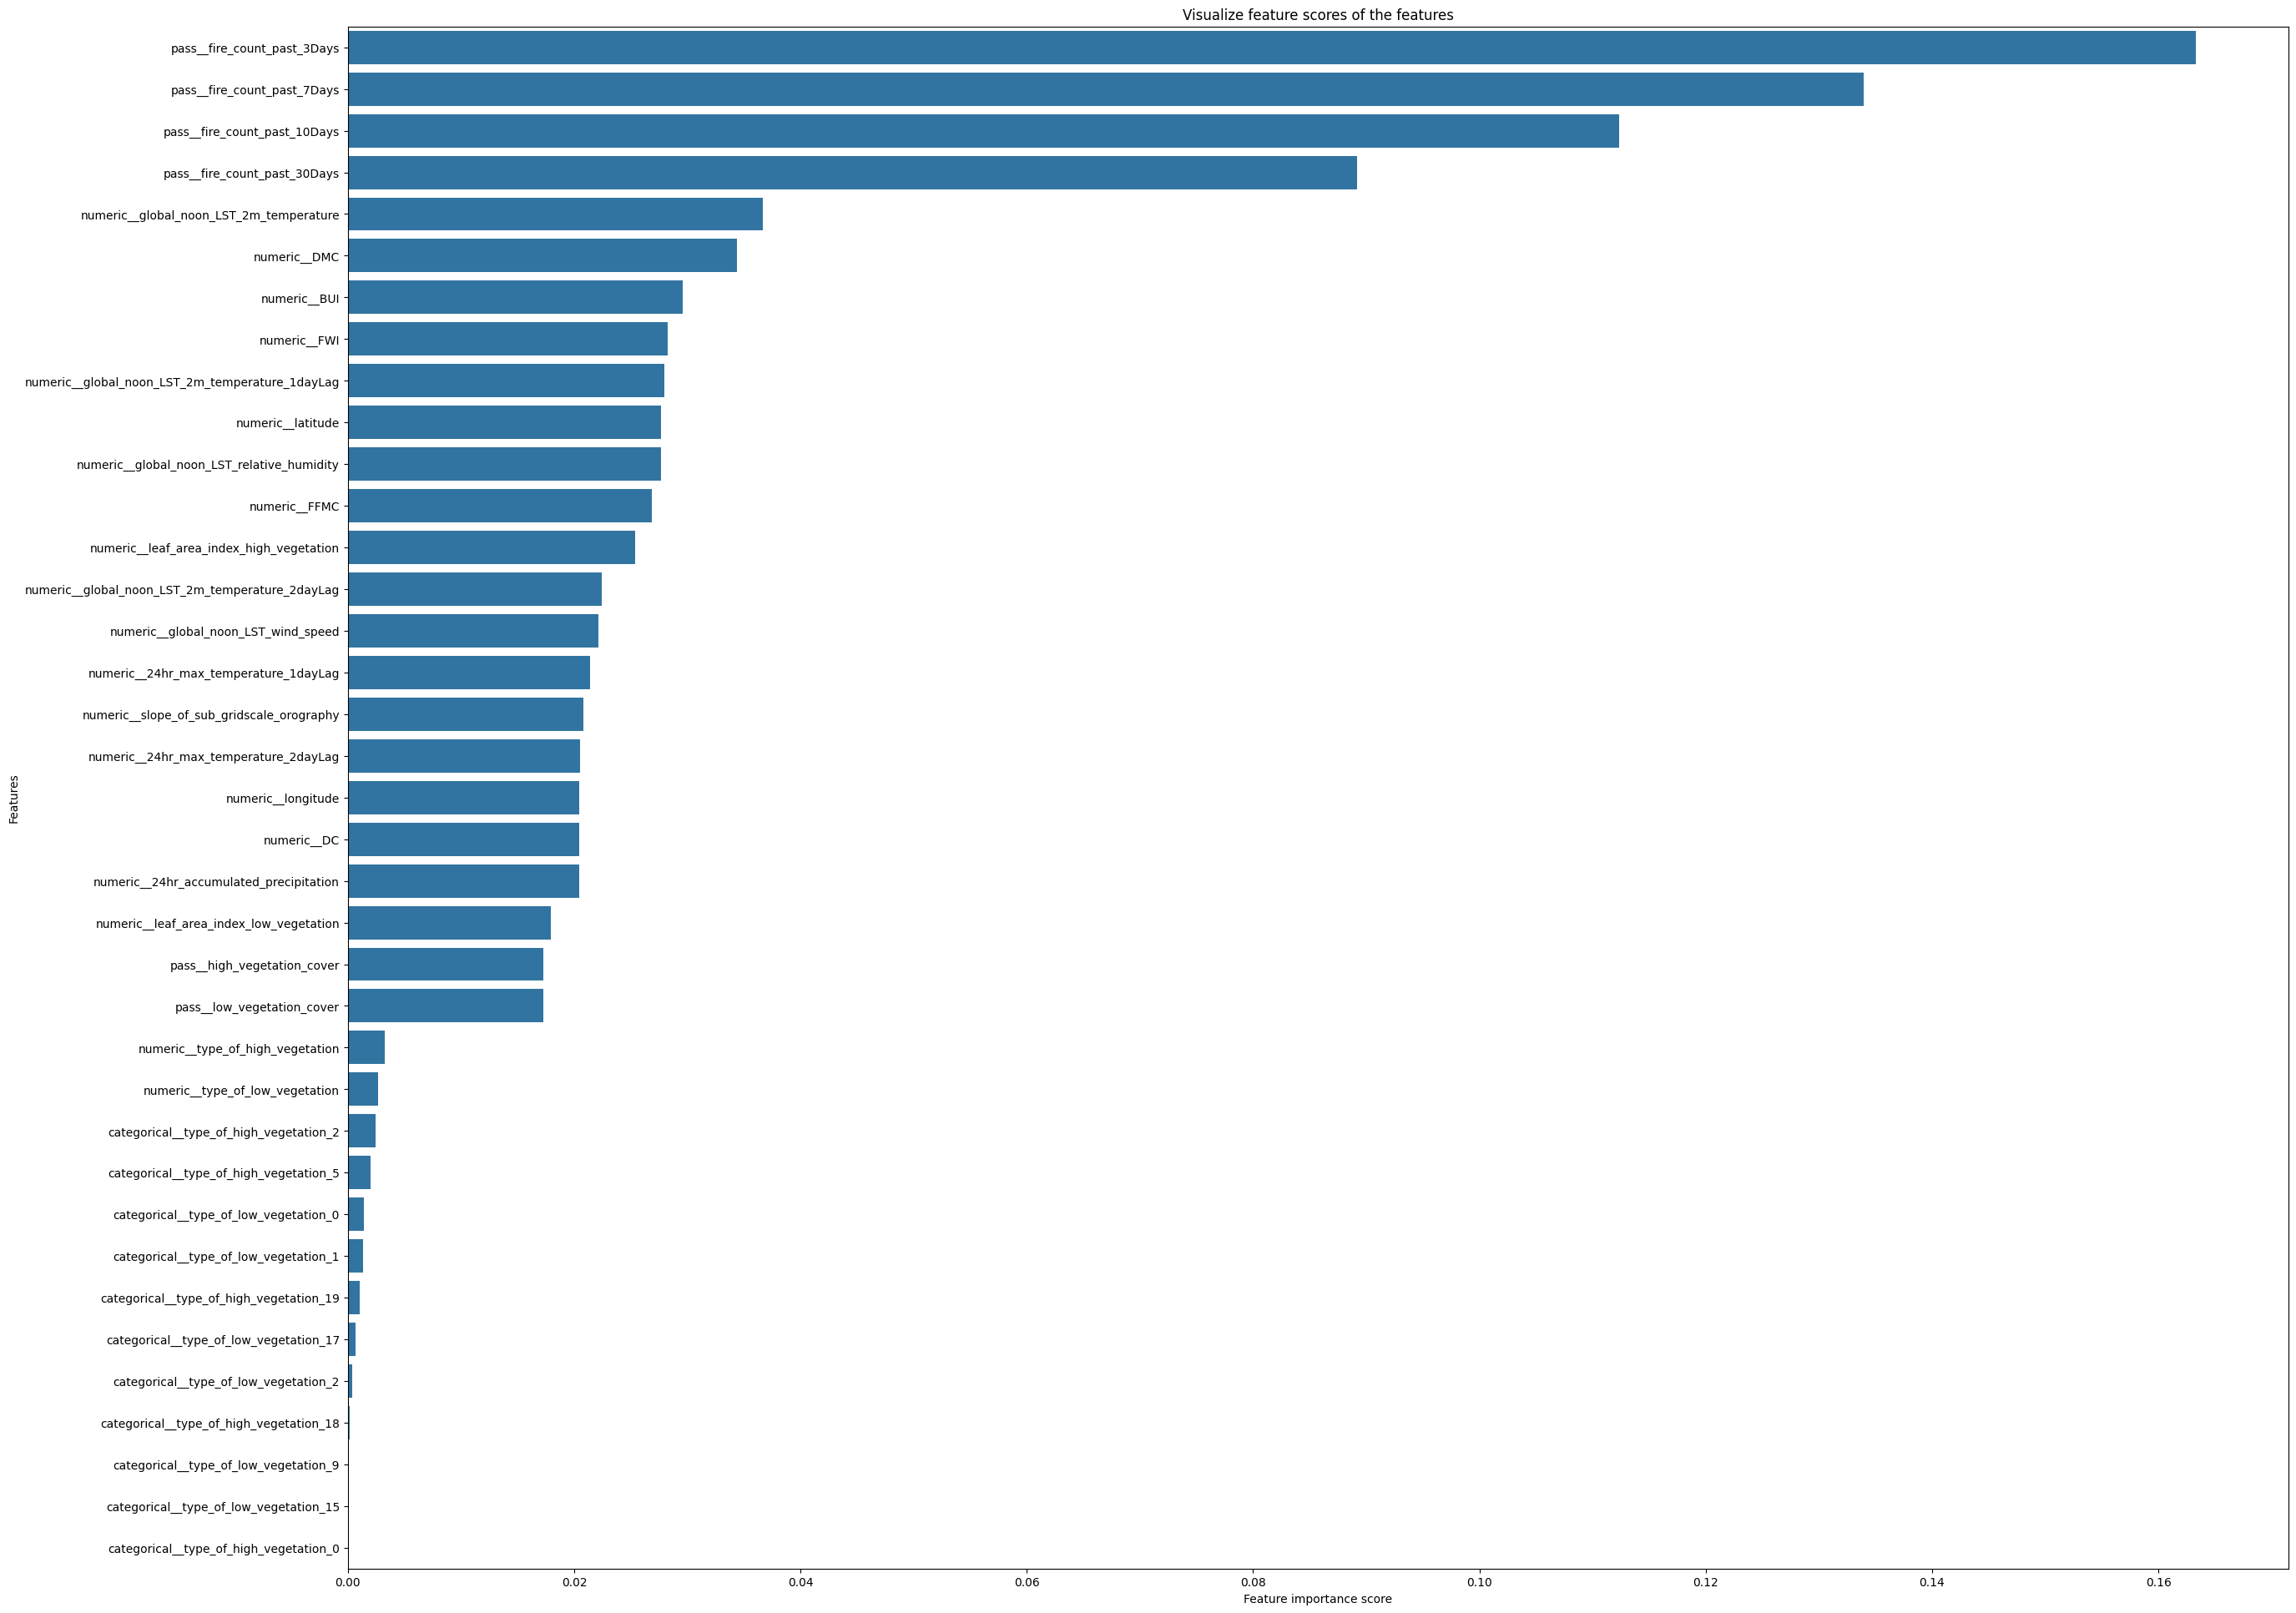 Visualize feature scores of the features
pass__fire_count_past_3Days
pass__fire_count_past_7Days
pass__fire_count_past_10Days
pass__fire_count_past_30Days
numeric__global_noon_LST_2m_temperature
numeric__DMC
numeric__BUI
numeric__FWI
numeric__global_noon_LST_2m_temperature_1dayLag
numeric__latitude
numeric__global_noon_LST_relative_humidity
numeric__FFMC
numeric__leaf_area_index_high_vegetation
numeric__global_noon_LST_2m_temperature_2dayLag
numeric__global_noon_LST_wind_speed
numeric__24hr_max_temperature_1dayLag
numeric__slope_of_sub_gridscale_orography
numeric__24hr_max_temperature_2dayLag
numeric__longitude
numeric__DC
numeric__24hr_accumulated_precipitation
numeric__leaf_area_index_low_vegetation
pass__high_vegetation_cover
pass__low_vegetation_cover
numeric__type_of_high_vegetation
numeric__type_of_low_vegetation
categorical__type_of_high_vegetation_2
categorical__type_of_high_vegetation_5
categorical__type_of_low_vegetation_0
categorical__type_of_low_vegetation_1
categorical__type_of_high_vegetation_19
categorical__type_of_low_vegetation_17
categorical__type_of_low_vegetation_2
categorical__type_of_high_vegetation_18
categorical__type_of_low_vegetation_9
categorical__type_of_low_vegetation_15
categorical__type_of_high_vegetation_0
Features
0.00 0.02 0.04 0.06 0.08 0.10 0.12 0.14 0.16
Feature importance score